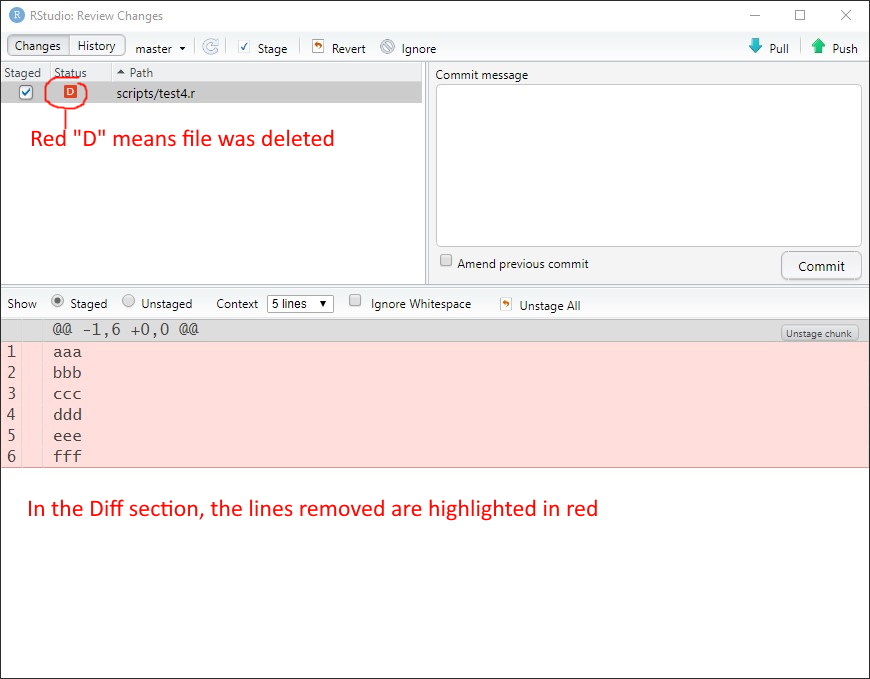 RStudio: Review Changes
Changes History master Stage Revert Ignore Pull Push
Staged Status Path
D scripts/test4.r
Red "D" means file was deleted
Commit message
Amend previous commit
Commit
Show Staged Unstaged Context 5 lines Ignore Whitespace Unstage All
@@ -1,6 +0,0 @@ Unstage chunk
1 aaa
2 bbb
3 ccc
4 ddd
5 eee
6 fff
In the Diff section, the lines removed are highlighted in red